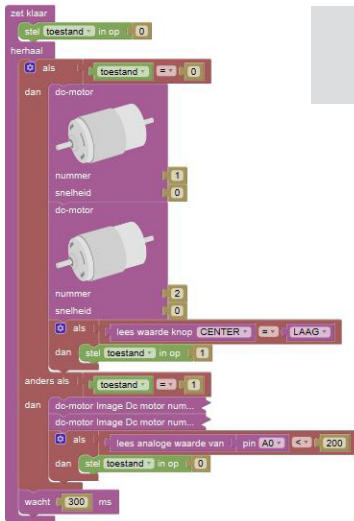 zet klaar
stel toestand in op 0
herhaal
als toestand = 0
dan dc-motor
nummer 1
snelheid 0
dc-motor
nummer 2
snelheid 0
als lees waarde knop CENTER = LAAG
dan stel toestand in op 1
anders als toestand = 1
dan dc-motor Image Dc motor num...
dc-motor Image Dc motor num...
als lees analoge waarde van pin A0 < 200
dan stel toestand in op 0
wacht 300 ms